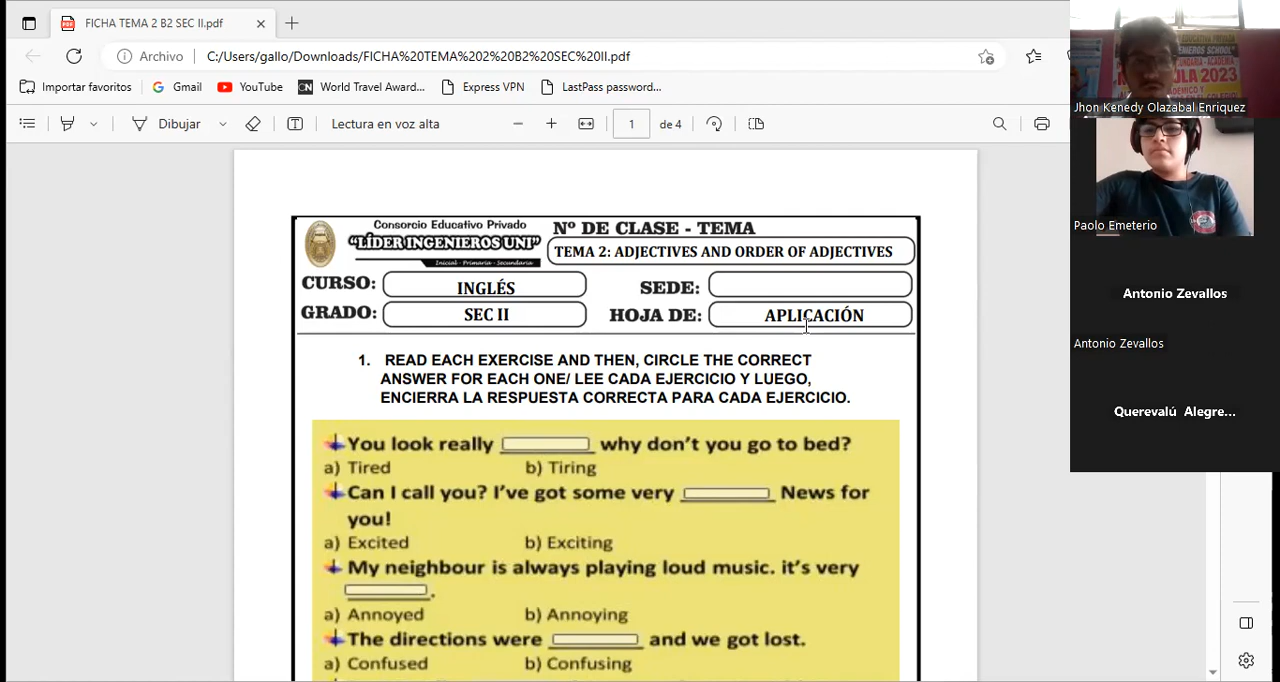 FICHA TEMA 2 B2 SEC II.pdf
Archivo
C:/Users/gallo/Downloads/FICHA%20TEMA%202%20B2%20SEC%20II.pdf
Importar favoritos
Gmail
YouTube
World Travel Award...
Express VPN
LastPass password...
Dibujar
Lectura en voz alta
1
de 4
Consorcio Educativo Privado
"LÍDER INGENIEROS UNI"
Inicial - Primaria - Secundaria
Nº DE CLASE - TEMA
TEMA 2: ADJECTIVES AND ORDER OF ADJECTIVES
CURSO: INGLÉS SEDE:
GRADO: SEC II HOJA DE: APLICACIÓN
1. READ EACH EXERCISE AND THEN, CIRCLE THE CORRECT
ANSWER FOR EACH ONE/ LEE CADA EJERCICIO Y LUEGO,
ENCIERRA LA RESPUESTA CORRECTA PARA CADA EJERCICIO.
You look really why don't you go to bed?
a) Tired b) Tiring
Can I call you? I've got some very News for
you!
a) Excited b) Exciting
My neighbour is always playing loud music. it's very
.
a) Annoyed b) Annoying
The directions were and we got lost.
a) Confused b) Confusing
2023
Jhon Kenedy Olazabal Enriquez
Paolo Emeterio
Antonio Zevallos
Antonio Zevallos
Querevalú Alegre...